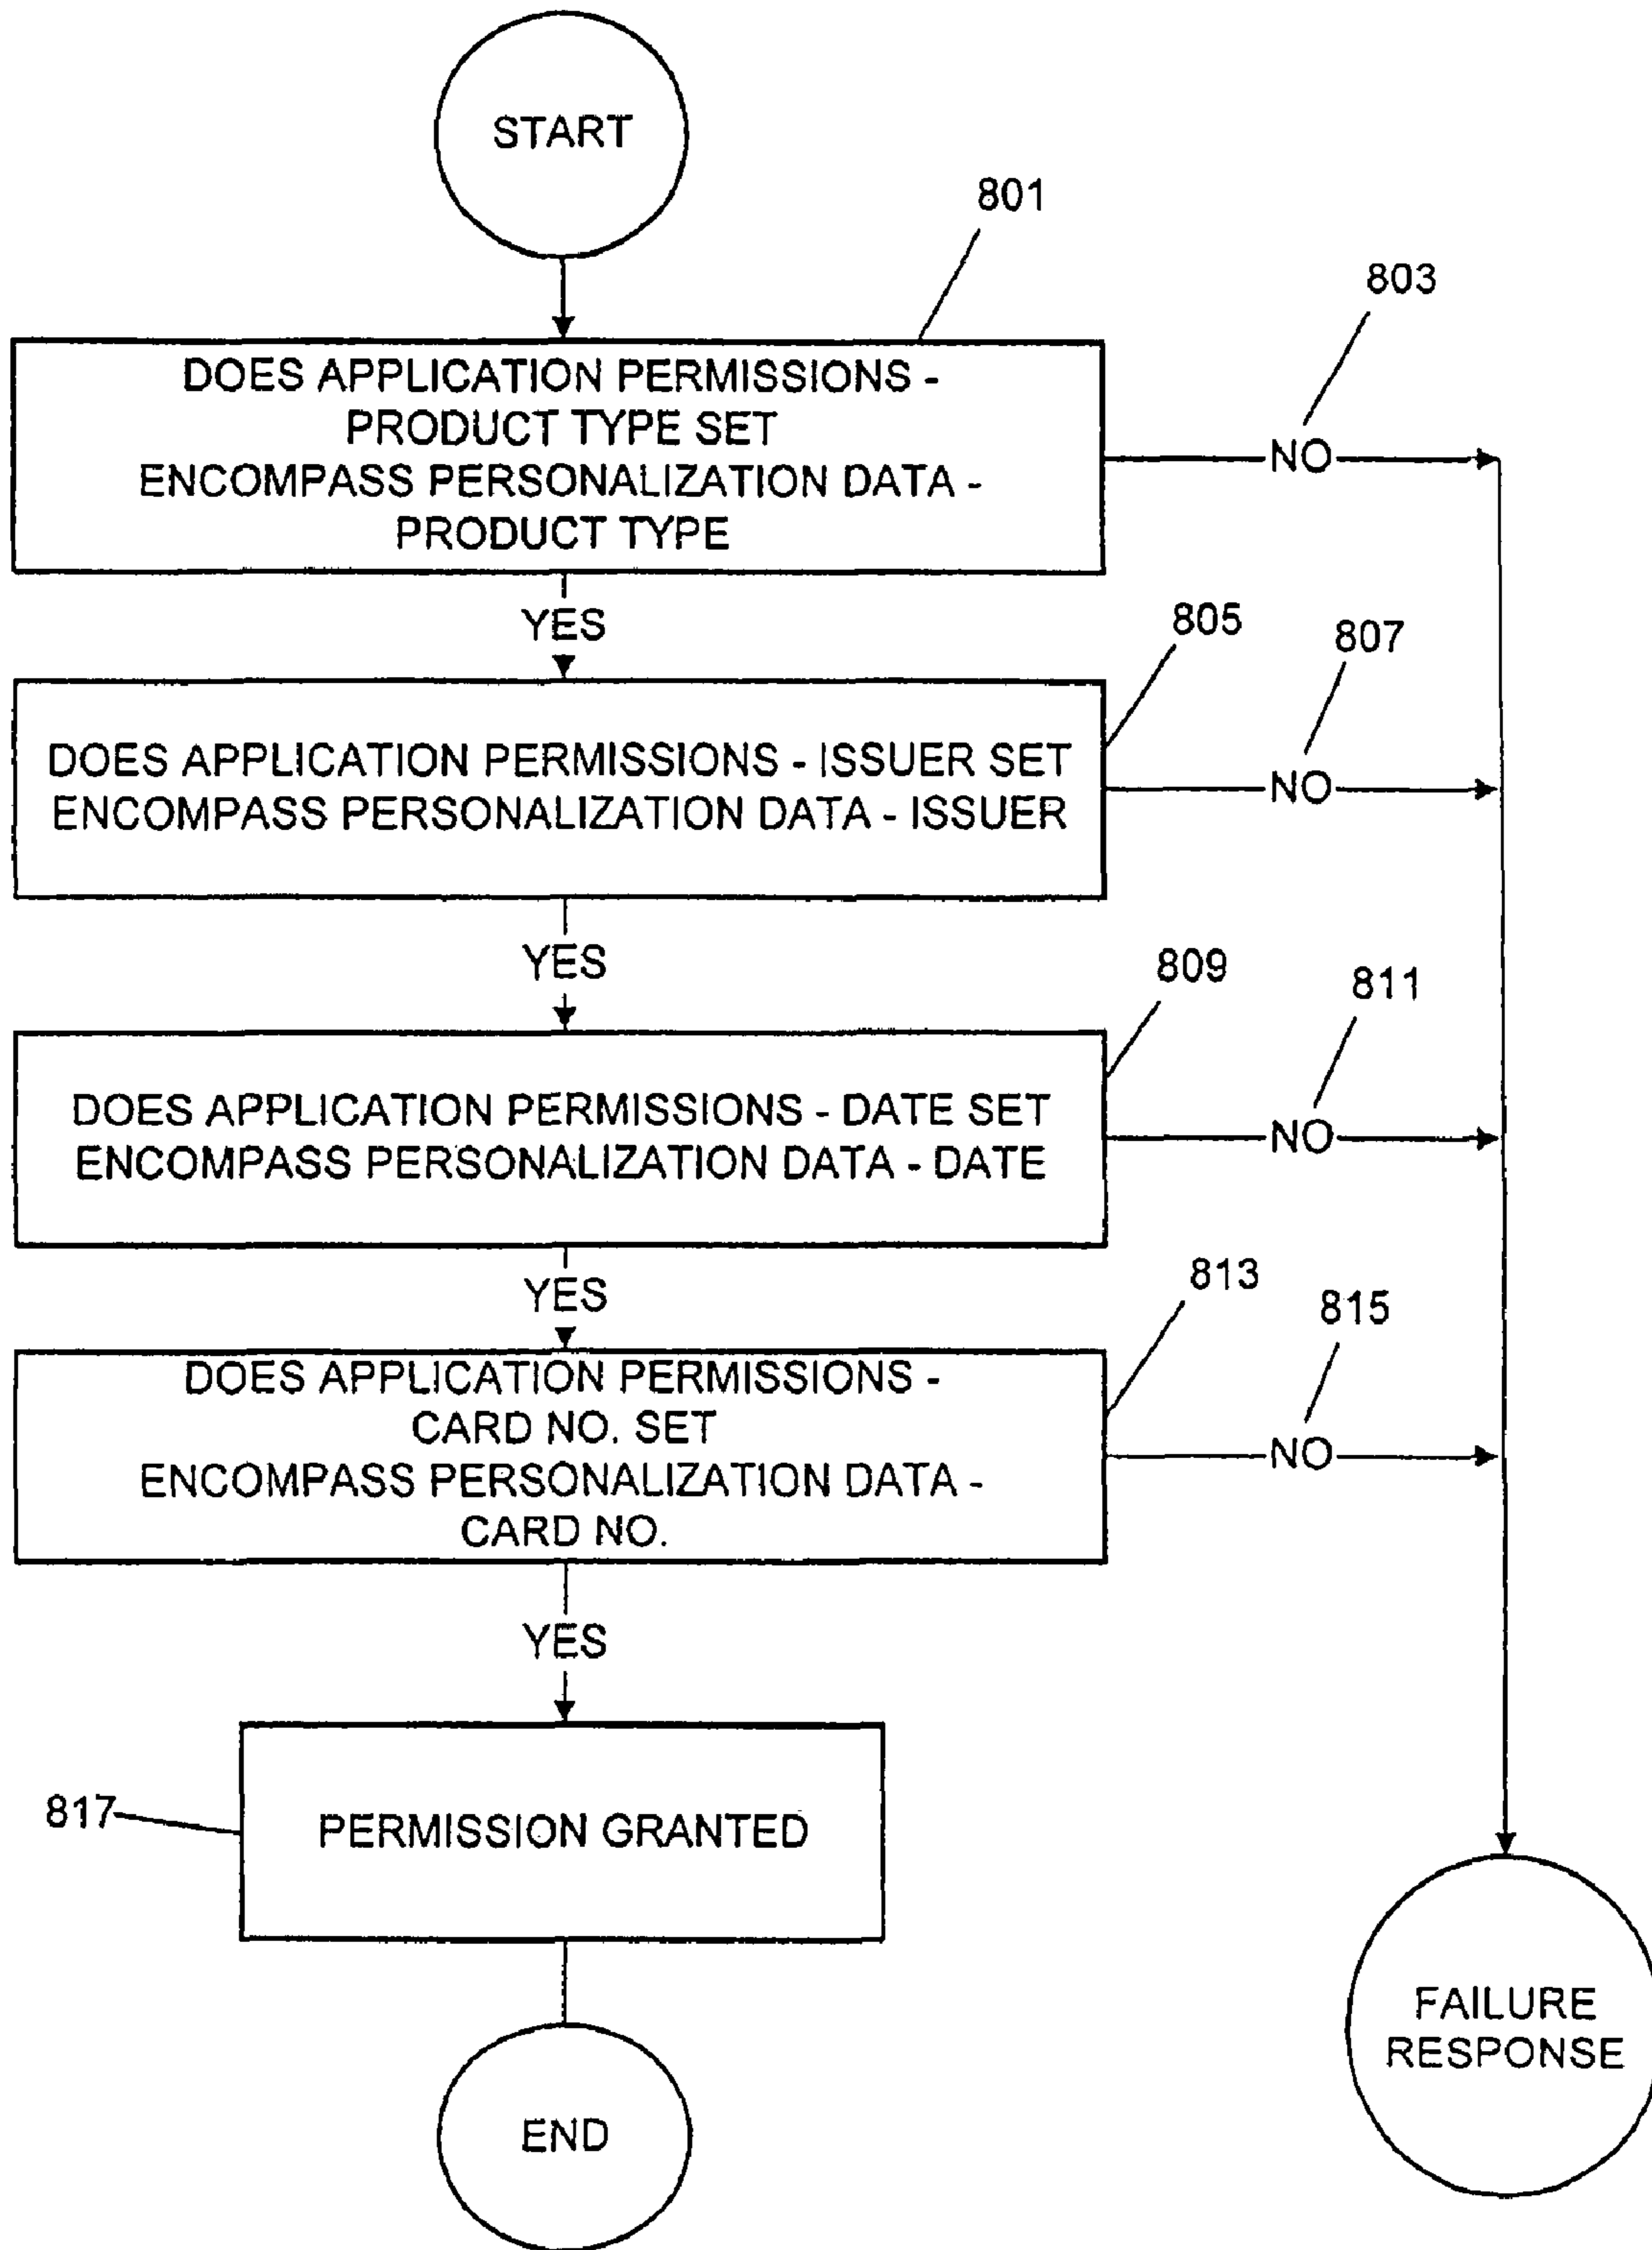 START
801
803
DOES APPLICATION PERMISSIONS -
PRODUCT TYPE SET
ENCOMPASS PERSONALIZATION DATA -
PRODUCT TYPE
NO
YES
805
807
DOES APPLICATION PERMISSIONS - ISSUER SET
ENCOMPASS PERSONALIZATION DATA - ISSUER
NO
YES
809
811
DOES APPLICATION PERMISSIONS - DATE SET
ENCOMPASS PERSONALIZATION DATA - DATE
NO
YES
813
815
DOES APPLICATION PERMISSIONS -
CARD NO. SET
ENCOMPASS PERSONALIZATION DATA -
CARD NO.
NO
YES
817
PERMISSION GRANTED
FAILURE
RESPONSE
END